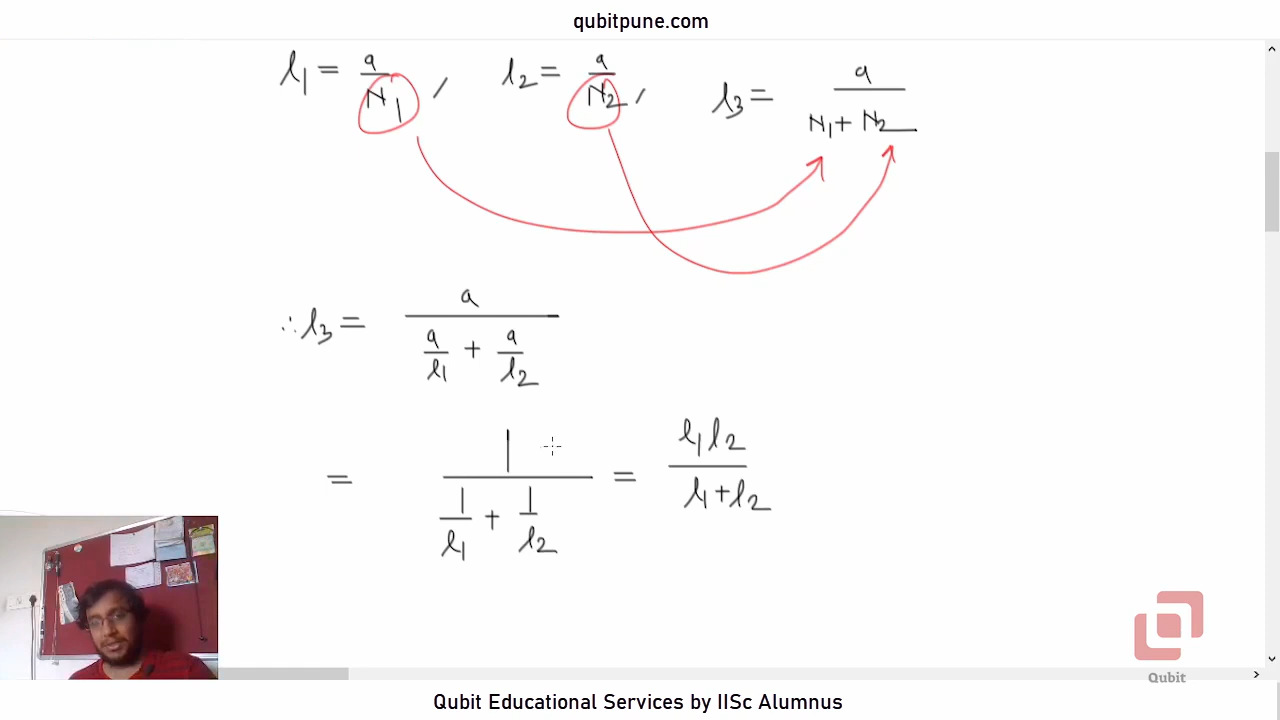 qubitpune.com
l₁ = a/N₁ , l₂ = a/N₂ , l₃ = a/(N₁ + N₂)
∴ l₃ = a/(a/l₁ + a/l₂)
= 1/(1/l₁ + 1/l₂) = l₁l₂/(l₁ + l₂)
Qubit
Qubit Educational Services by IISc Alumnus